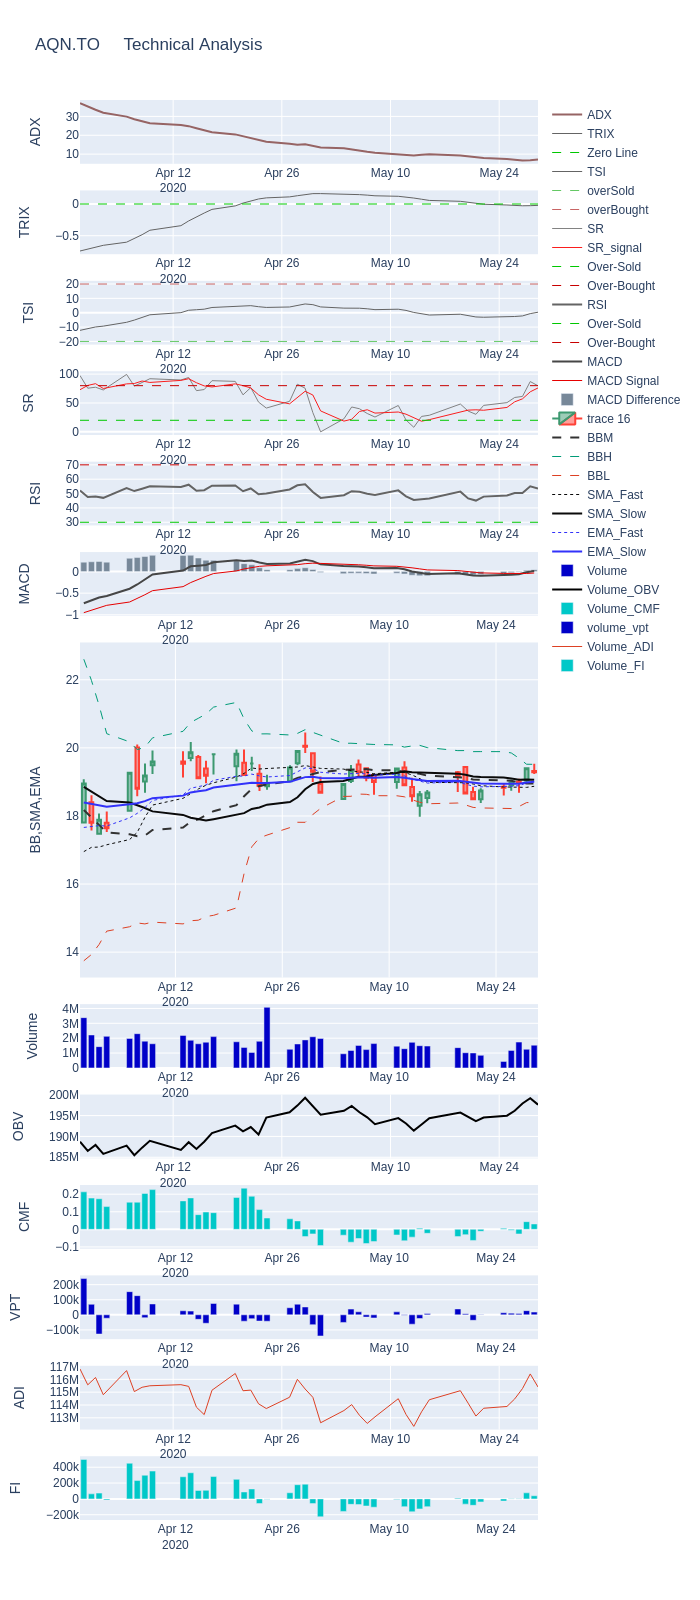 AQN.TO Technical Analysis
ADX
30
20
10
Apr 12
2020
Apr 26
May 10
May 24
TRIX
0
−0.5
Apr 12
2020
Apr 26
May 10
May 24
TSI
20
10
0
−10
−20
Apr 12
2020
Apr 26
May 10
May 24
SR
100
50
0
Apr 12
2020
Apr 26
May 10
May 24
RSI
70
60
50
40
30
Apr 12
2020
Apr 26
May 10
May 24
MACD
0
−0.5
−1
Apr 12
2020
Apr 26
May 10
May 24
BB,SMA,EMA
22
20
18
16
14
Apr 12
2020
Apr 26
May 10
May 24
Volume
4M
3M
2M
1M
0
Apr 12
2020
Apr 26
May 10
May 24
OBV
200M
195M
190M
185M
Apr 12
2020
Apr 26
May 10
May 24
CMF
0.2
0.1
0
−0.1
Apr 12
2020
Apr 26
May 10
May 24
VPT
200k
100k
0
−100k
Apr 12
2020
Apr 26
May 10
May 24
ADI
117M
116M
115M
114M
113M
Apr 12
2020
Apr 26
May 10
May 24
FI
400k
200k
0
−200k
Apr 12
2020
Apr 26
May 10
May 24
ADX
TRIX
Zero Line
TSI
overSold
overBought
SR
SR_signal
Over-Sold
Over-Bought
RSI
Over-Sold
Over-Bought
MACD
MACD Signal
MACD Difference
trace 16
BBM
BBH
BBL
SMA_Fast
SMA_Slow
EMA_Fast
EMA_Slow
Volume
Volume_OBV
Volume_CMF
volume_vpt
Volume_ADI
Volume_FI